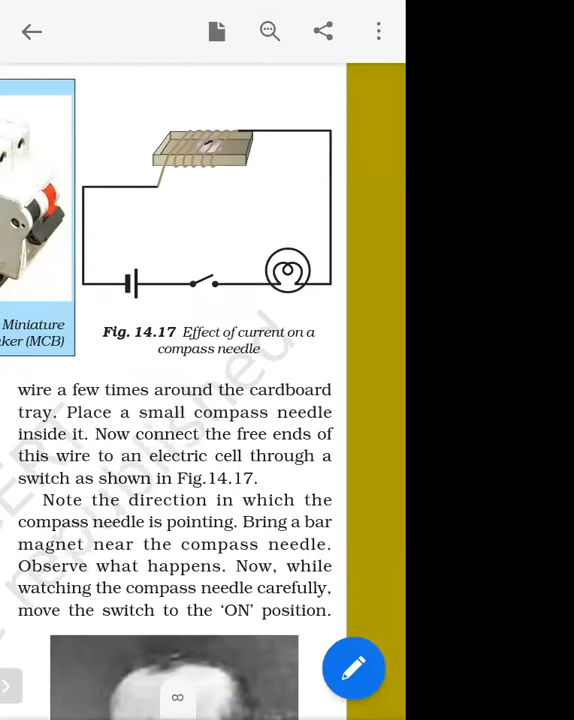 Miniature
ker (MCB)
Fig. 14.17 Effect of current on a
compass needle
wire a few times around the cardboard
tray. Place a small compass needle
inside it. Now connect the free ends of
this wire to an electric cell through a
switch as shown in Fig.14.17.
Note the direction in which the
compass needle is pointing. Bring a bar
magnet near the compass needle.
Observe what happens. Now, while
watching the compass needle carefully,
move the switch to the ‘ON’ position.
ERT
republished
8